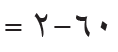 ٦٠ – ٢ =